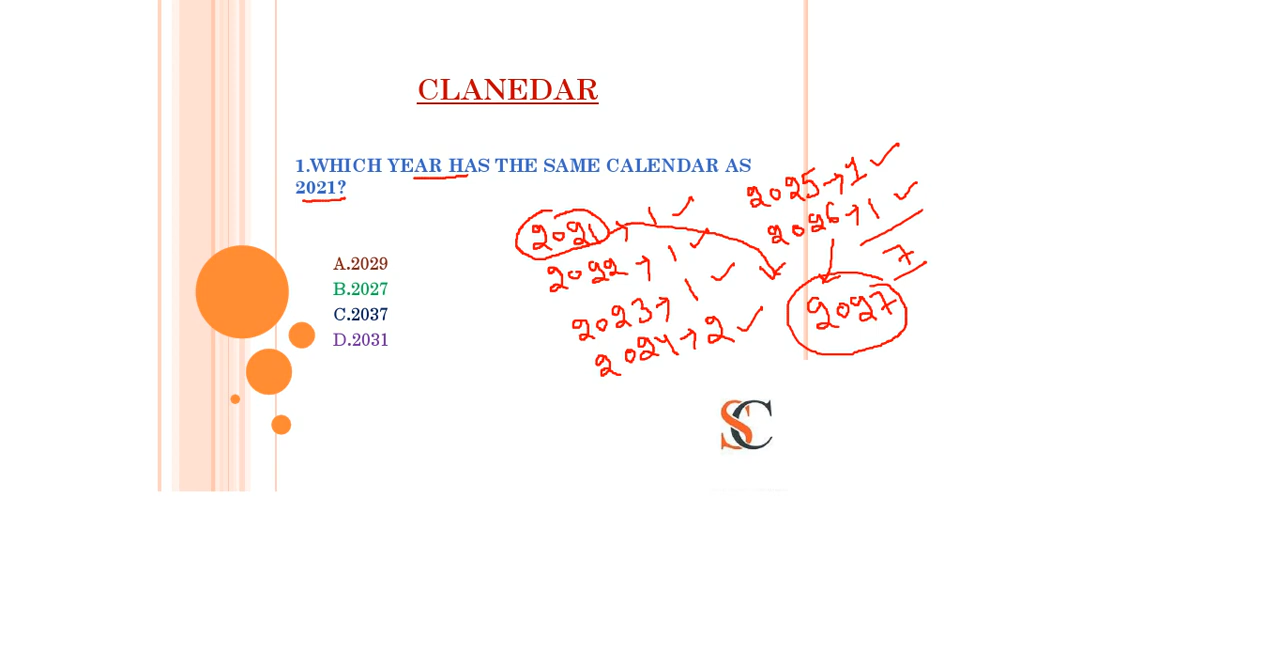 CLANEDAR
1.WHICH YEAR HAS THE SAME CALENDAR AS
2021?
A.2029
B.2027
C.2037
D.2031
2021 → 1 ✓
2022 → 1 ✓
2023 → 1 ✓
2024 → 2 ✓
2025 → 1 ✓
2026 → 1 ✓
7
2027
SC